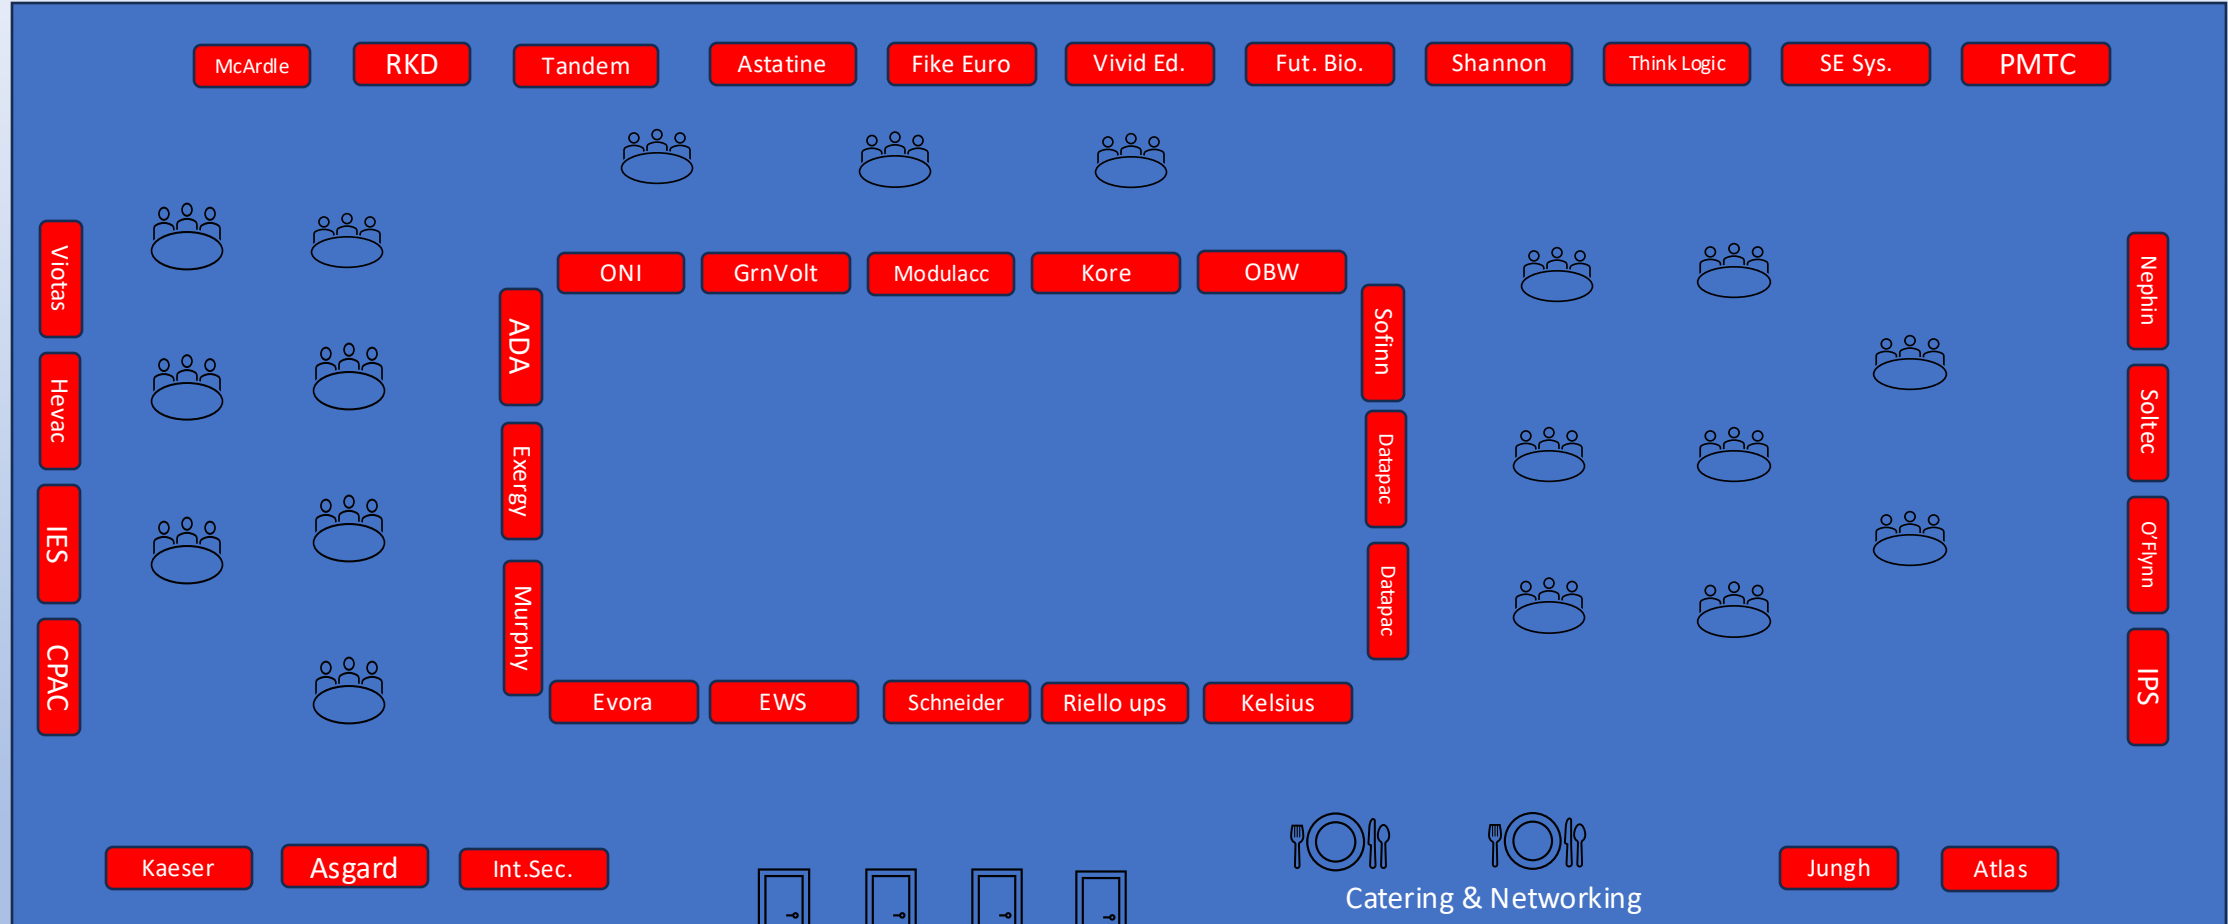 McArdle
RKD
Tandem
Astatine
Fike Euro
Vivid Ed.
Fut. Bio.
Shannon
Think Logic
SE Sys.
PMTC
Viotas
Hevac
IES
CPAC
ONI
GrnVolt
Modulacc
Kore
OBW
ADA
Exergy
Murphy
Sofinn
Datapac
Datapac
Evora
EWS
Schneider
Riello ups
Kelsius
Nephin
Soltec
O'Flynn
IPS
Kaeser
Asgard
Int.Sec.
Catering & Networking
Jungh
Atlas